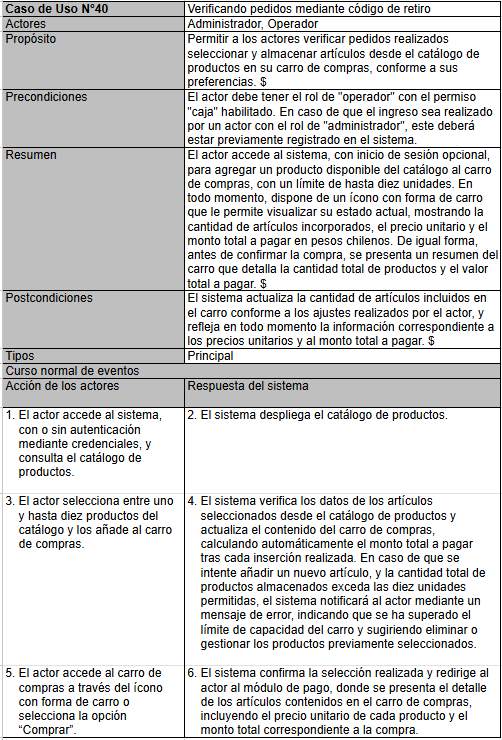 Caso de Uso N°40 Verificando pedidos mediante código de retiro
Actores Administrador, Operador
Propósito Permitir a los actores verificar pedidos realizados
seleccionar y almacenar artículos desde el catálogo de
productos en su carro de compras, conforme a sus
preferencias. $
Precondiciones El actor debe tener el rol de "operador" con el permiso
"caja" habilitado. En caso de que el ingreso sea realizado
por un actor con el rol de "administrador", este deberá
estar previamente registrado en el sistema.
Resumen El actor accede al sistema, con inicio de sesión opcional,
para agregar un producto disponible del catálogo al carro
de compras, con un límite de hasta diez unidades. En
todo momento, dispone de un ícono con forma de carro
que le permite visualizar su estado actual, mostrando la
cantidad de artículos incorporados, el precio unitario y el
monto total a pagar en pesos chilenos. De igual forma,
antes de confirmar la compra, se presenta un resumen del
carro que detalla la cantidad total de productos y el valor
total a pagar. $
Postcondiciones El sistema actualiza la cantidad de artículos incluidos en
el carro conforme a los ajustes realizados por el actor, y
refleja en todo momento la información correspondiente a
los precios unitarios y al monto total a pagar. $
Tipos Principal
Curso normal de eventos
Acción de los actores Respuesta del sistema
1. El actor accede al sistema,
con o sin autenticación
mediante credenciales, y
consulta el catálogo de
productos.
2. El sistema despliega el catálogo de productos.
3. El actor selecciona entre uno
y hasta diez productos del
catálogo y los añade al carro
de compras.
4. El sistema verifica los datos de los artículos
seleccionados desde el catálogo de productos y
actualiza el contenido del carro de compras,
calculando automáticamente el monto total a pagar
tras cada inserción realizada. En caso de que se
intente añadir un nuevo artículo, y la cantidad total de
productos almacenados exceda las diez unidades
permitidas, el sistema notificará al actor mediante un
mensaje de error, indicando que se ha superado el
límite de capacidad del carro y sugiriendo eliminar o
gestionar los productos previamente seleccionados.
5. El actor accede al carro de
compras a través del ícono
con forma de carro o
selecciona la opción
“Comprar”.
6. El sistema confirma la selección realizada y redirige al
actor al módulo de pago, donde se presenta el detalle
de los artículos contenidos en el carro de compras,
incluyendo el precio unitario de cada producto y el
monto total correspondiente a la compra.